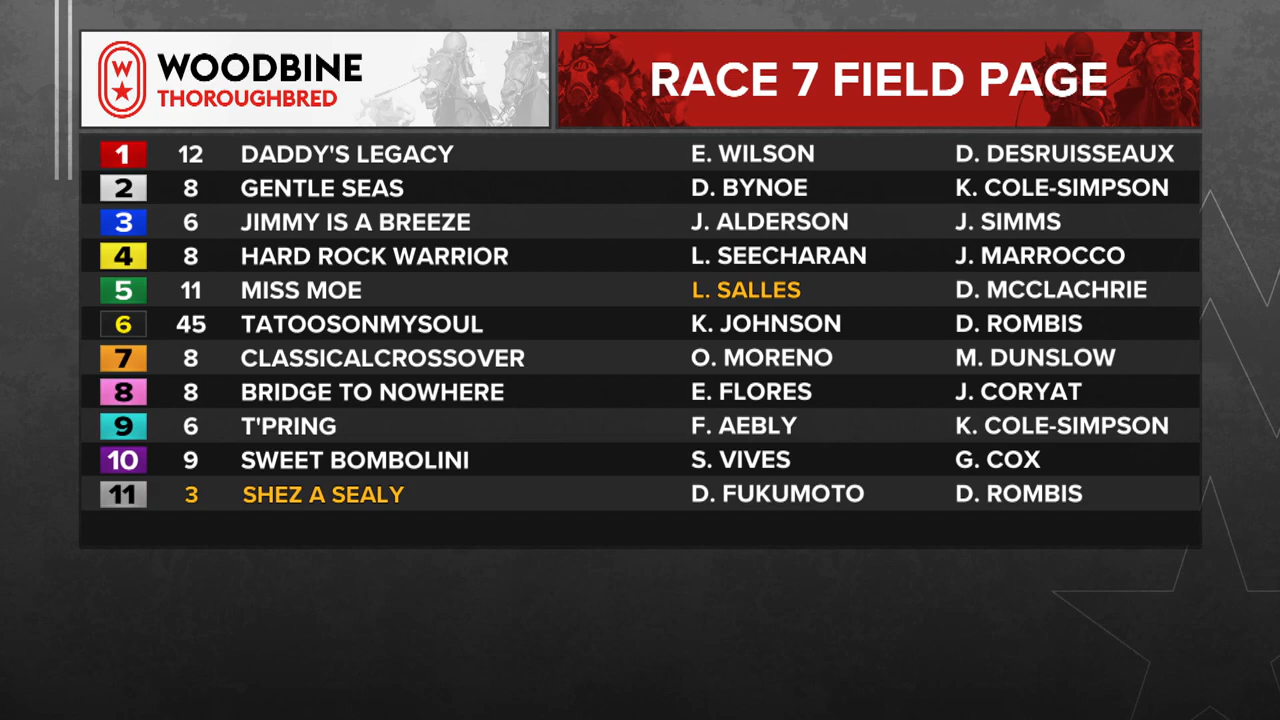 W
WOODBINE
THOROUGHBRED
RACE 7 FIELD PAGE
1 12 DADDY'S LEGACY E. WILSON D. DESRUISSEAUX
2 8 GENTLE SEAS D. BYNOE K. COLE-SIMPSON
3 6 JIMMY IS A BREEZE J. ALDERSON J. SIMMS
4 8 HARD ROCK WARRIOR L. SEECHARAN J. MARROCCO
5 11 MISS MOE L. SALLES D. MCCLACHRIE
6 45 TATOOSONMYSOUL K. JOHNSON D. ROMBIS
7 8 CLASSICALCROSSOVER O. MORENO M. DUNSLOW
8 8 BRIDGE TO NOWHERE E. FLORES J. CORYAT
9 6 T'PRING F. AEBLY K. COLE-SIMPSON
10 9 SWEET BOMBOLINI S. VIVES G. COX
11 3 SHEZ A SEALY D. FUKUMOTO D. ROMBIS